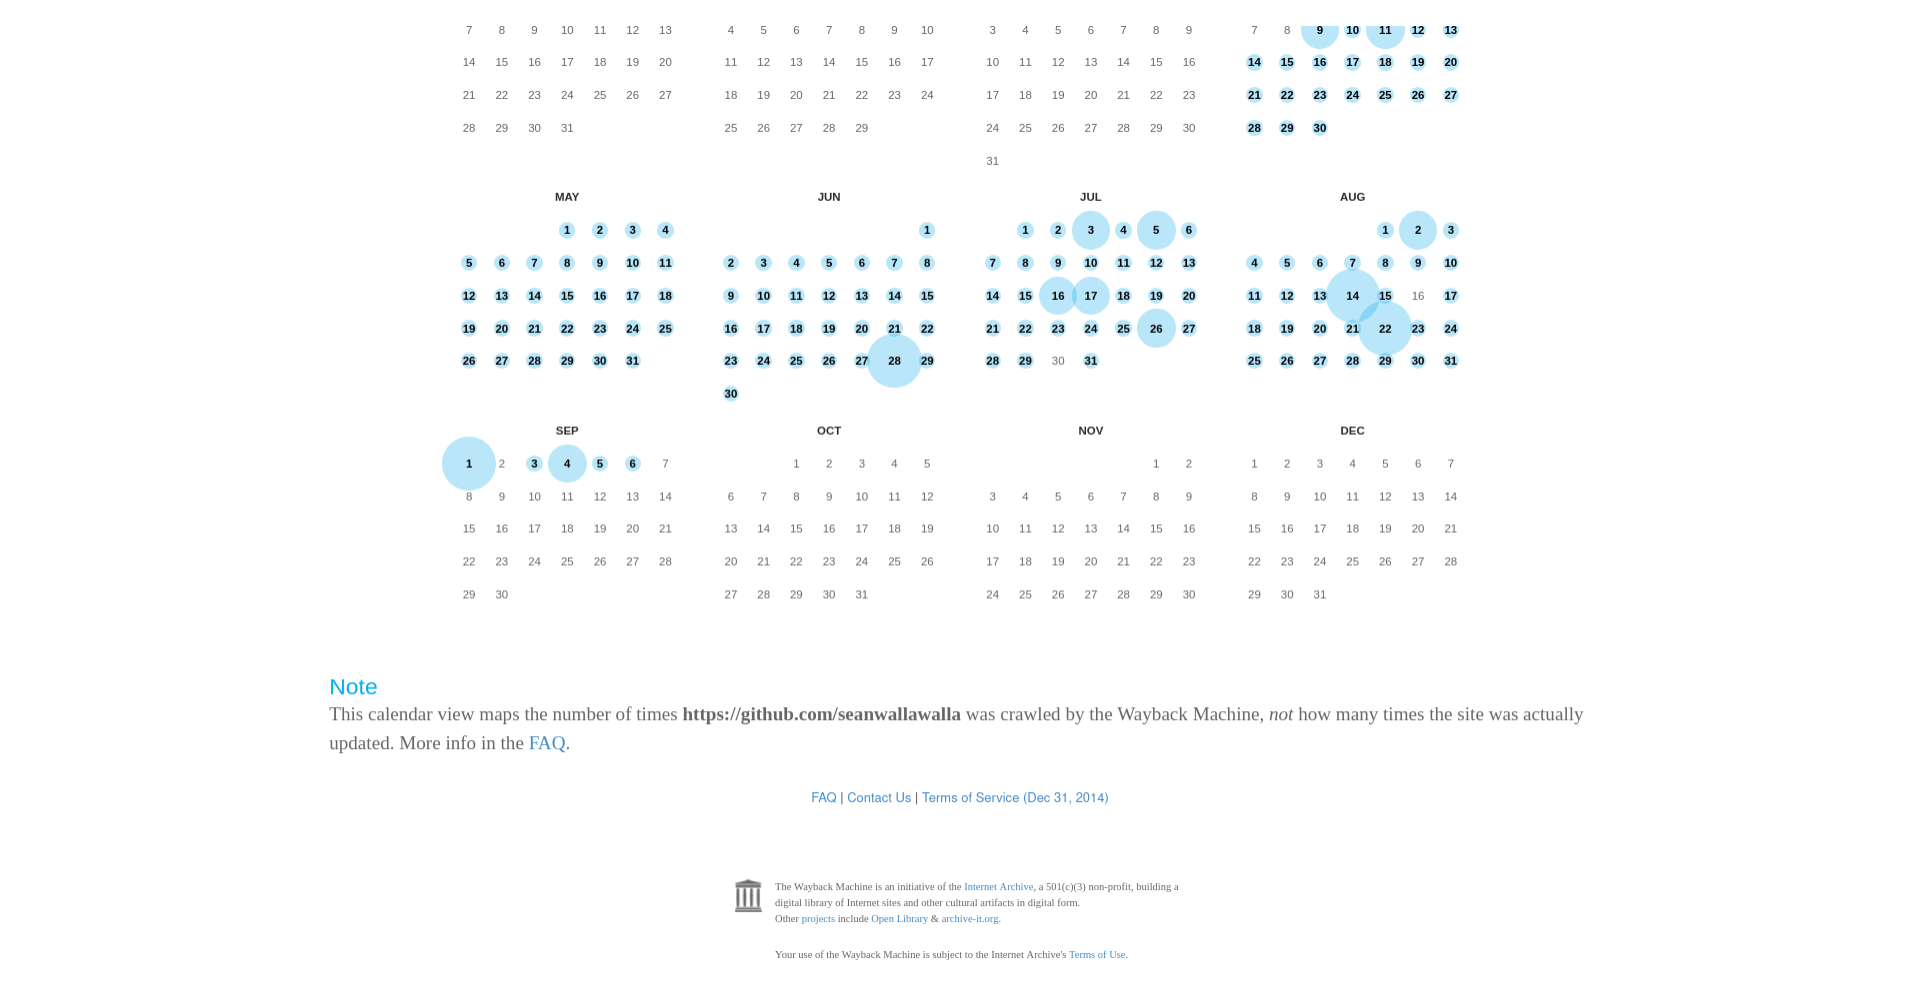 7 8 9 10 11 12 13 4 5 6 7 8 9 10 3 4 5 6 7 8 9 7 8 9 10 11 12 13
14 15 16 17 18 19 20 11 12 13 14 15 16 17 10 11 12 13 14 15 16 14 15 16 17 18 19 20
21 22 23 24 25 26 27 18 19 20 21 22 23 24 17 18 19 20 21 22 23 21 22 23 24 25 26 27
28 29 30 31 25 26 27 28 29 24 25 26 27 28 29 30 28 29 30
31
MAY JUN JUL AUG
1 2 3 4 1 1 2 3 4 5 6 1 2 3
5 6 7 8 9 10 11 2 3 4 5 6 7 8 7 8 9 10 11 12 13 4 5 6 7 8 9 10
12 13 14 15 16 17 18 9 10 11 12 13 14 15 14 15 16 17 18 19 20 11 12 13 14 15 16 17
19 20 21 22 23 24 25 16 17 18 19 20 21 22 21 22 23 24 25 26 27 18 19 20 21 22 23 24
26 27 28 29 30 31 23 24 25 26 27 28 29 28 29 30 31 25 26 27 28 29 30 31
30
SEP OCT NOV DEC
1 2 3 4 5 6 7 1 2 3 4 5 1 2 1 2 3 4 5 6 7
8 9 10 11 12 13 14 6 7 8 9 10 11 12 3 4 5 6 7 8 9 8 9 10 11 12 13 14
15 16 17 18 19 20 21 13 14 15 16 17 18 19 10 11 12 13 14 15 16 15 16 17 18 19 20 21
22 23 24 25 26 27 28 20 21 22 23 24 25 26 17 18 19 20 21 22 23 22 23 24 25 26 27 28
29 30 27 28 29 30 31 24 25 26 27 28 29 30 29 30 31
Note
This calendar view maps the number of times https://github.com/seanwallawalla was crawled by the Wayback Machine, not how many times the site was actually
updated. More info in the FAQ.
FAQ | Contact Us | Terms of Service (Dec 31, 2014)
The Wayback Machine is an initiative of the Internet Archive, a 501(c)(3) non-profit, building a
digital library of Internet sites and other cultural artifacts in digital form.
Other projects include Open Library & archive-it.org.
Your use of the Wayback Machine is subject to the Internet Archive's Terms of Use.